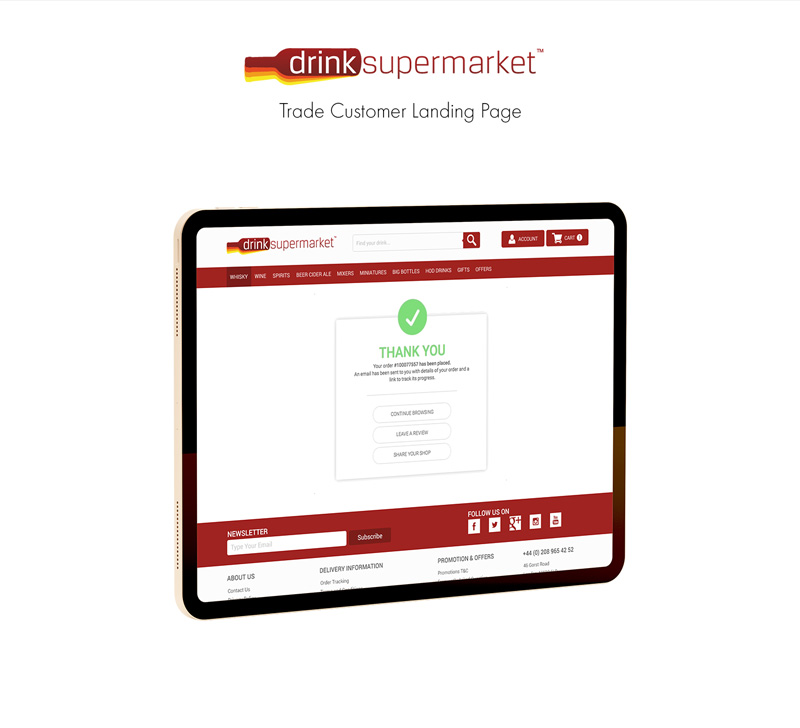 drinksupermarket™
Trade Customer Landing Page
drinksupermarket™
Find your drink...
ACCOUNT
CART
WHISKY WINE SPIRITS BEER CIDER ALE MIXERS MINIATURES BIG BOTTLES HOD DRINKS GIFTS OFFERS
THANK YOU
Your order #100077557 has been placed.
An email has been sent to you with details of your order and a
link to track its progress.
CONTINUE BROWSING
LEAVE A REVIEW
SHARE YOUR SHOP
NEWSLETTER
Type Your Email
Subscribe
FOLLOW US ON
ABOUT US
Contact Us
DELIVERY INFORMATION
Order Tracking
PROMOTION & OFFERS
Promotions T&C
+44 (0) 208 965 42 52
46 Gorst Road